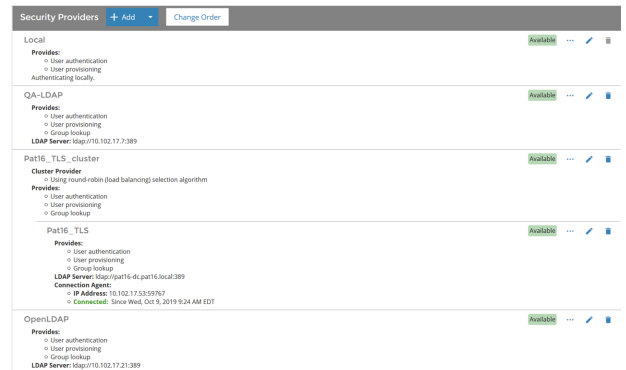 Security Providers + Add Change Order
Local Available
Provides:
User authentication
User provisioning
Authenticating locally.
QA-LDAP Available
Provides:
User authentication
User provisioning
Group lookup
LDAP Server: ldap://10.102.17.7:389
Pat16_TLS_cluster Available
Cluster Provider
Using round-robin (load balancing) selection algorithm
Provides:
User authentication
User provisioning
Group lookup
Pat16_TLS Available
Provides:
User authentication
User provisioning
Group lookup
LDAP Server: ldap://pat16-dc.pat16.local:389
Connection Agent:
IP Address: 10.102.17.53:59767
Connected: Since Wed, Oct 9, 2019 9:24 AM EDT
OpenLDAP Available
Provides:
User authentication
User provisioning
Group lookup
LDAP Server: ldap://10.102.17.21:389